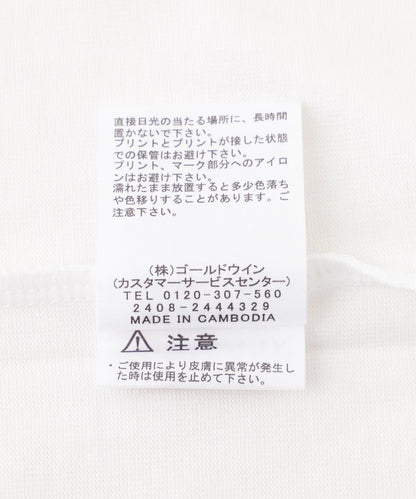 直接日光の当たる場所に、長時間
置かないで下さい。
プリントとプリントが接した状態
での保管はお避け下さい。
プリント、マーク部分へのアイロ
ンはお避け下さい。
濡れたまま放置すると多少色落ち
や色移りすることがあります。ご
注意下さい。
(株)ゴールドウイン
(カスタマーサービスセンター)
TEL 0120-307-560
2408-2444329
MADE IN CAMBODIA
注意
・ご使用により皮膚に異常が発生し
た時は使用を止めて下さい。